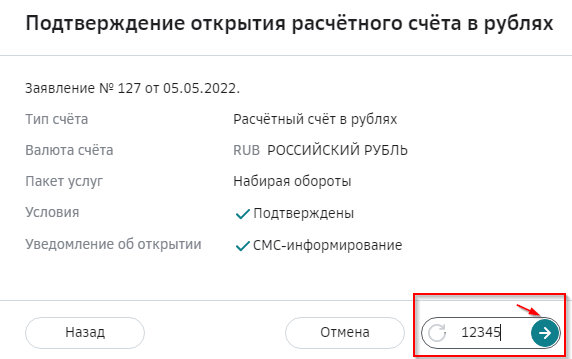 Подтверждение открытия расчётного счёта в рублях
Заявление № 127 от 05.05.2022.
Тип счёта Расчётный счёт в рублях
Валюта счёта RUB РОССИЙСКИЙ РУБЛЬ
Пакет услуг Набирая обороты
Условия Подтверждены
Уведомление об открытии СМС-информирование
Назад Отмена 12345